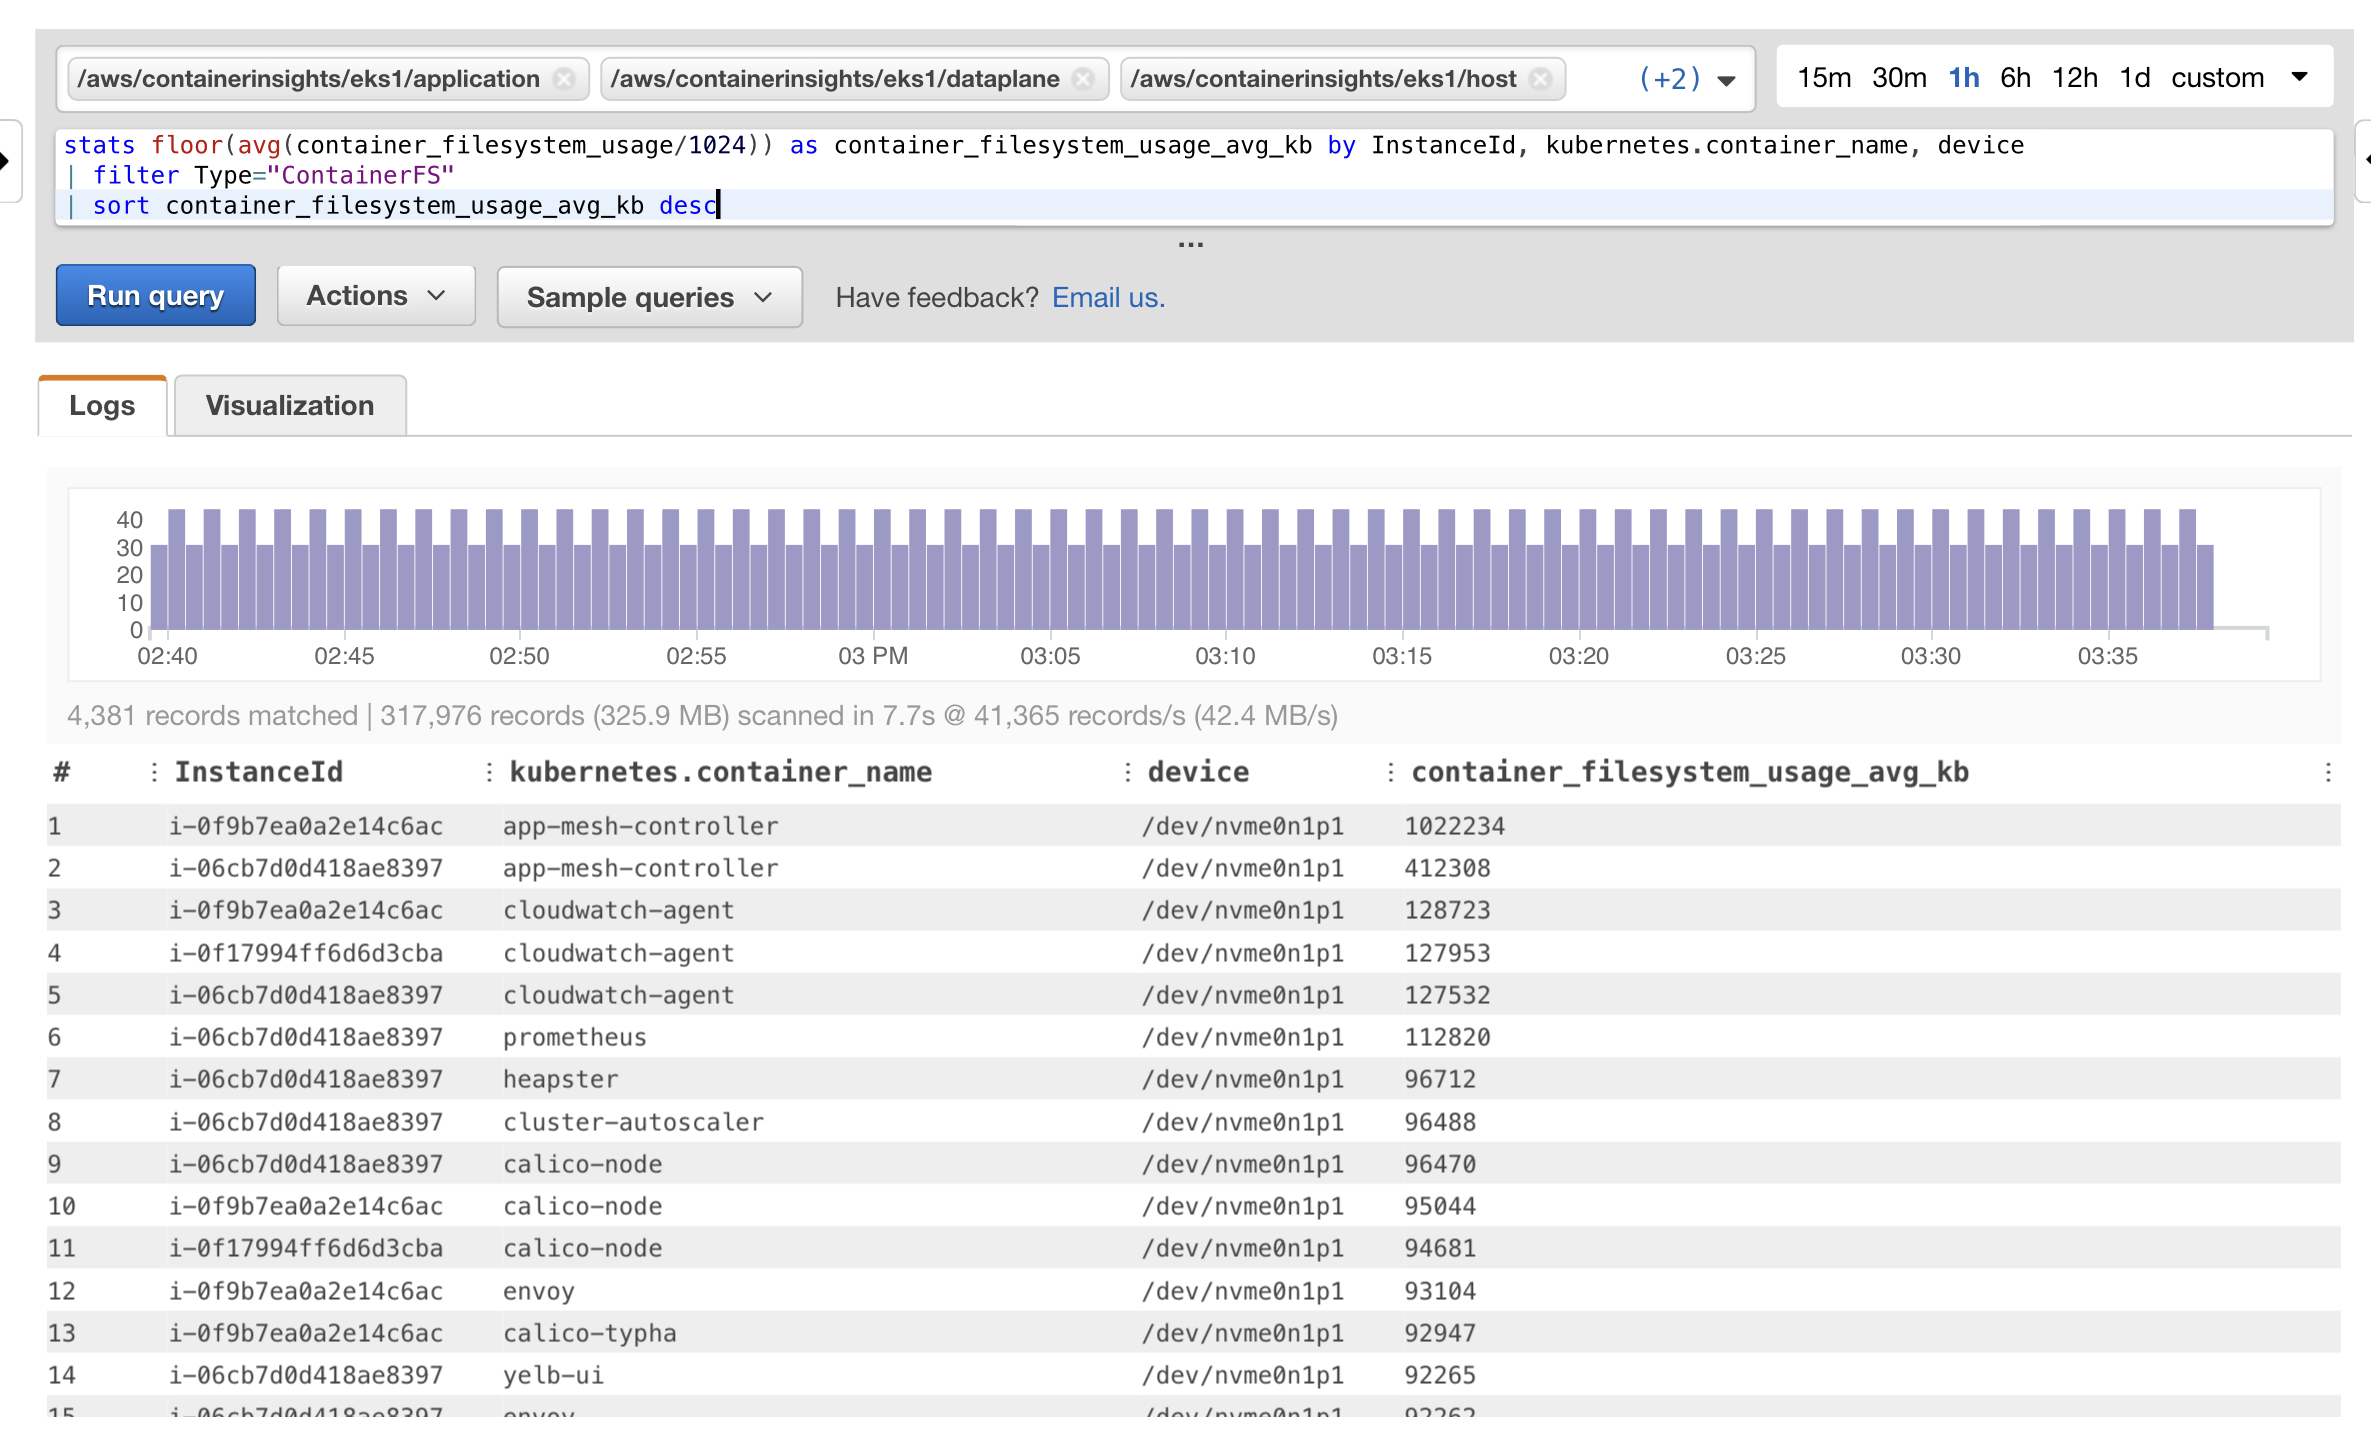 /aws/containerinsights/eks1/application /aws/containerinsights/eks1/dataplane /aws/containerinsights/eks1/host (+2) 15m 30m 1h 6h 12h 1d custom
stats floor(avg(container_filesystem_usage/1024)) as container_filesystem_usage_avg_kb by InstanceId, kubernetes.container_name, device
| filter Type="ContainerFS"
| sort container_filesystem_usage_avg_kb desc
...
Run query Actions Sample queries Have feedback? Email us.
Logs Visualization
40
30
20
10
0
02:40 02:45 02:50 02:55 03 PM 03:05 03:10 03:15 03:20 03:25 03:30 03:35
4,381 records matched | 317,976 records (325.9 MB) scanned in 7.7s @ 41,365 records/s (42.4 MB/s)
# InstanceId kubernetes.container_name device container_filesystem_usage_avg_kb
1 i-0f9b7ea0a2e14c6ac app-mesh-controller /dev/nvme0n1p1 1022234
2 i-06cb7d0d418ae8397 app-mesh-controller /dev/nvme0n1p1 412308
3 i-0f9b7ea0a2e14c6ac cloudwatch-agent /dev/nvme0n1p1 128723
4 i-0f17994ff6d6d3cba cloudwatch-agent /dev/nvme0n1p1 127953
5 i-06cb7d0d418ae8397 cloudwatch-agent /dev/nvme0n1p1 127532
6 i-06cb7d0d418ae8397 prometheus /dev/nvme0n1p1 112820
7 i-06cb7d0d418ae8397 heapster /dev/nvme0n1p1 96712
8 i-06cb7d0d418ae8397 cluster-autoscaler /dev/nvme0n1p1 96488
9 i-06cb7d0d418ae8397 calico-node /dev/nvme0n1p1 96470
10 i-0f9b7ea0a2e14c6ac calico-node /dev/nvme0n1p1 95044
11 i-0f17994ff6d6d3cba calico-node /dev/nvme0n1p1 94681
12 i-0f9b7ea0a2e14c6ac envoy /dev/nvme0n1p1 93104
13 i-0f9b7ea0a2e14c6ac calico-typha /dev/nvme0n1p1 92947
14 i-06cb7d0d418ae8397 yelb-ui /dev/nvme0n1p1 92265
15 i-06cb7d0d418ae8397 envoy /dev/nvme0n1p1 92262